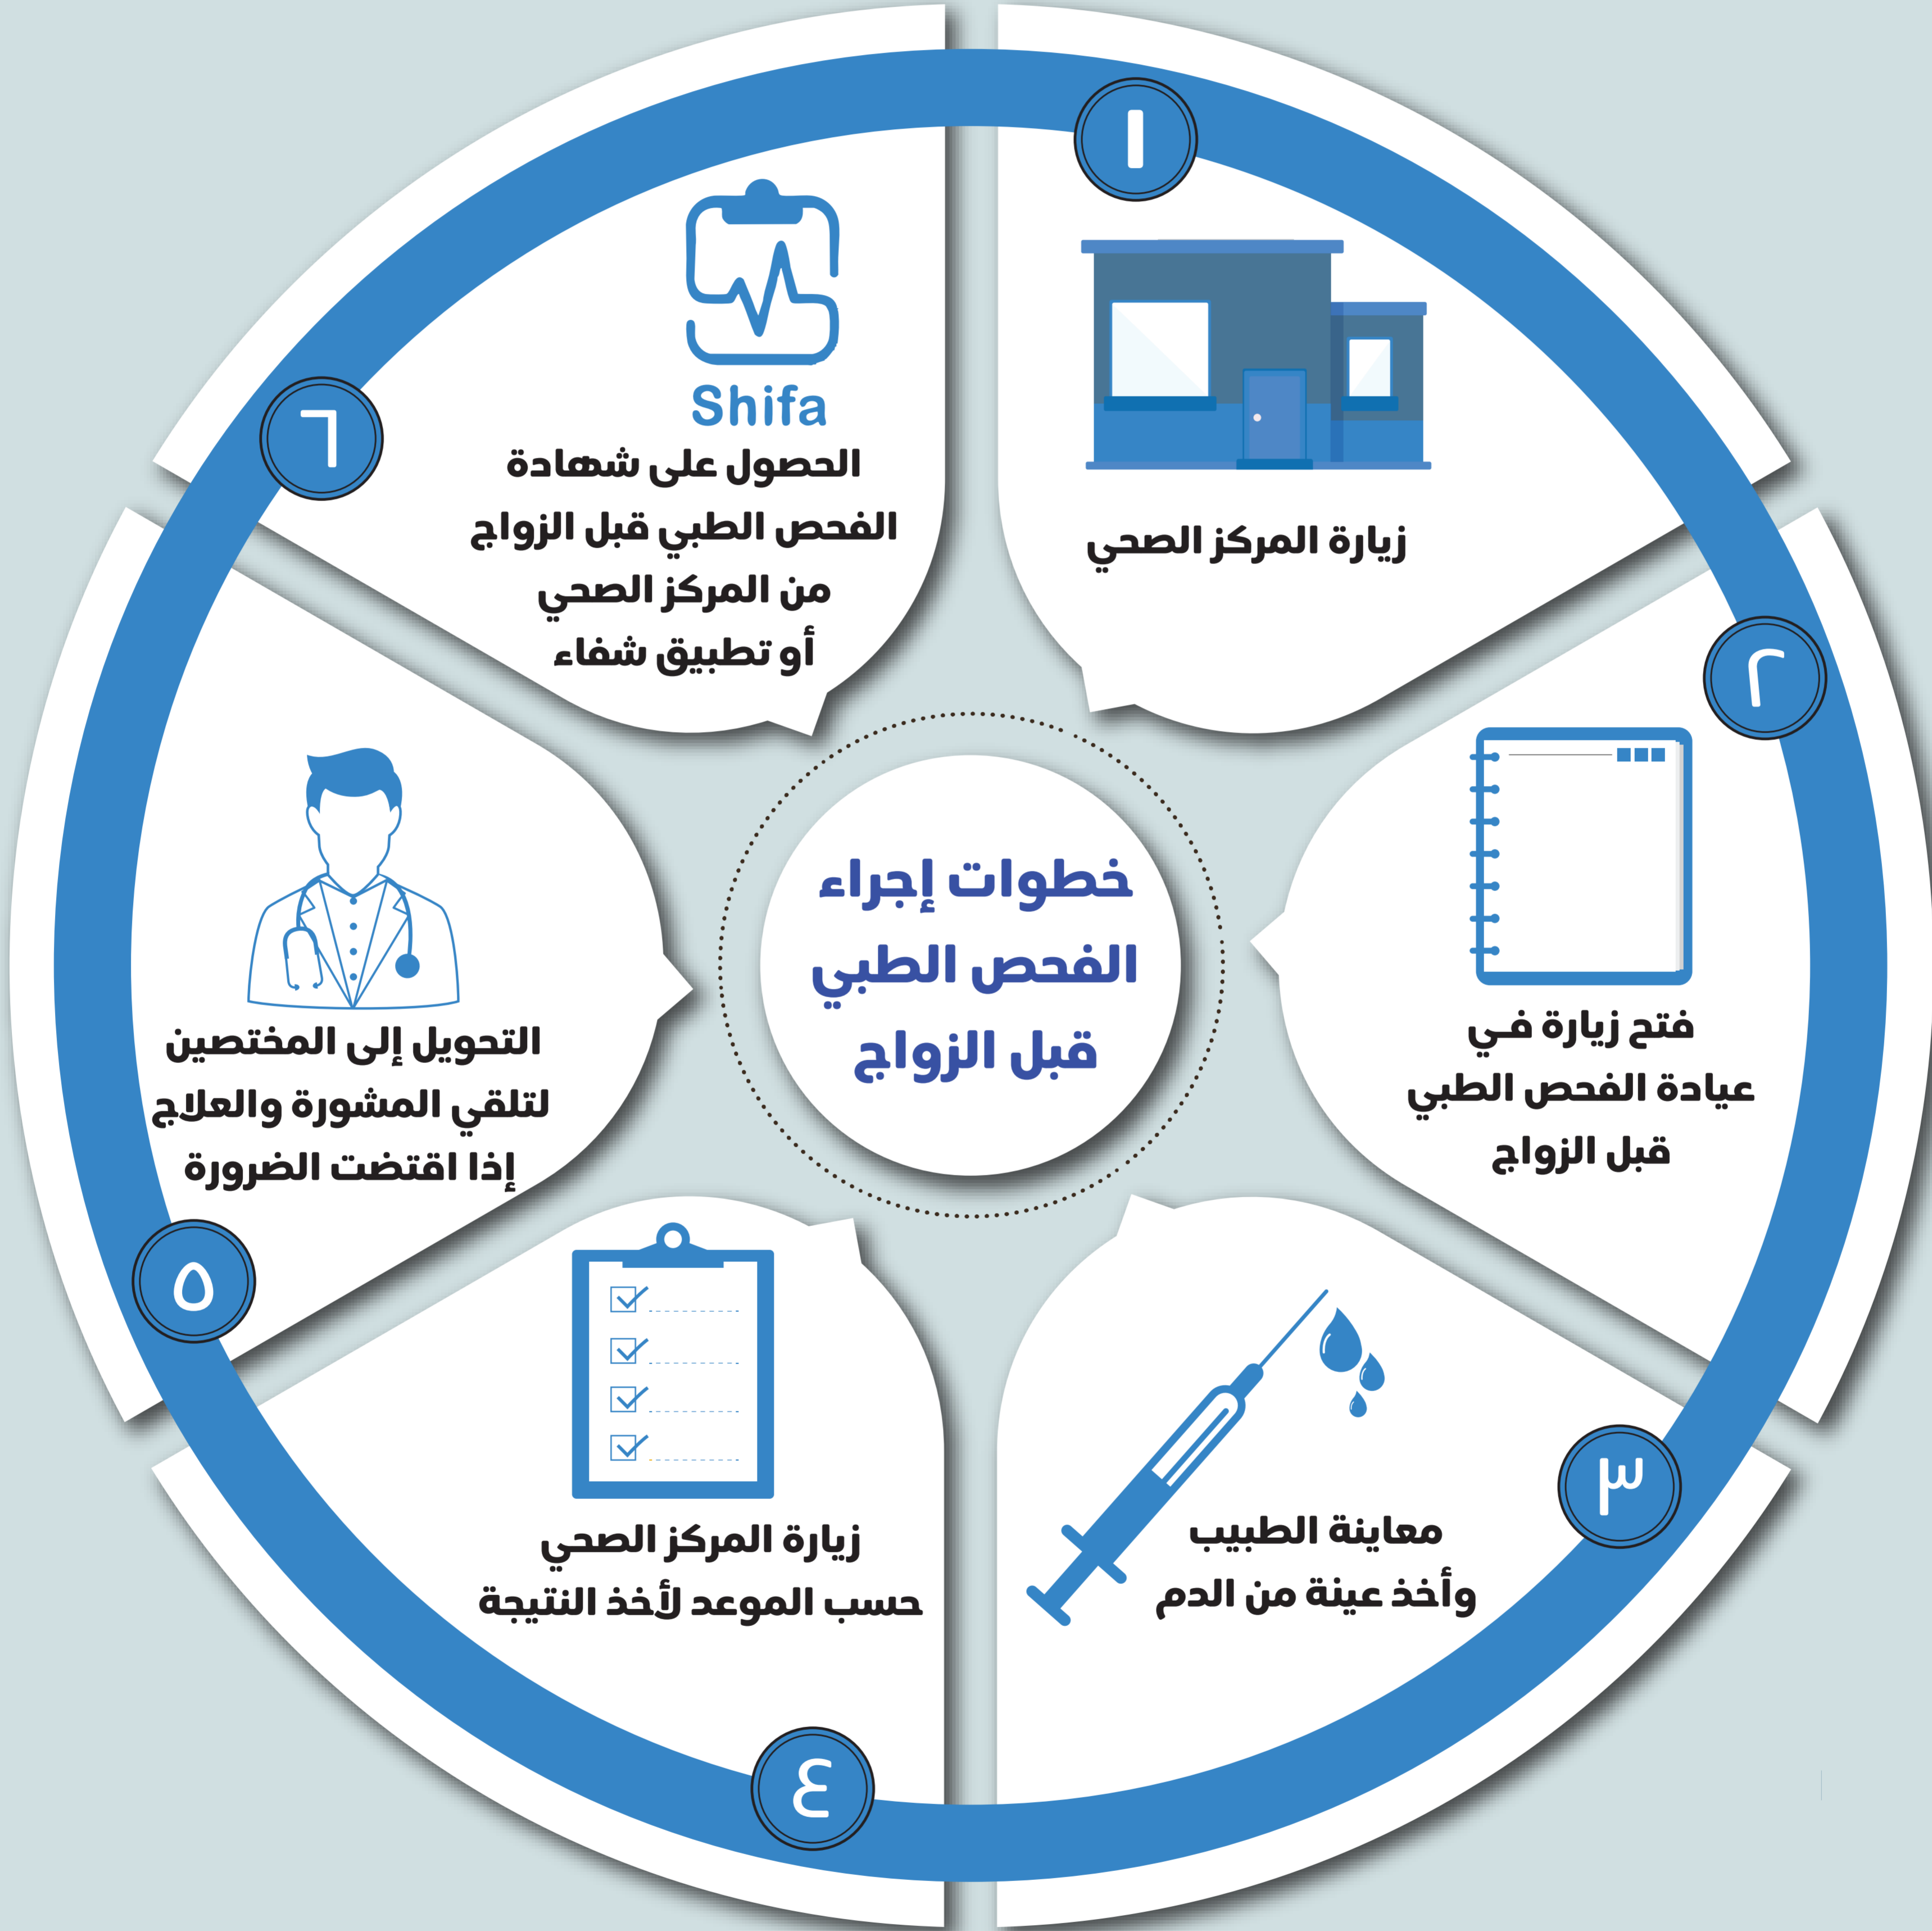 خطوات إجراء
الفحص الطبي
قبل الزواج
١
زيارة المركز الصحي
٢
فتح زيارة في
عيادة الفحص الطبي
قبل الزواج
٣
معاينة الطبيب
وأخذ عينة من الدم
٤
زيارة المركز الصحي
حسب الموعد لأخذ النتيجة
٥
التحويل إلى المختصين
لتلقي المشورة والعلاج
إذا اقتضت الضرورة
٦
Shifa
الحصول على شهادة
الفحص الطبي قبل الزواج
من المركز الصحي
أو تطبيق شفاء